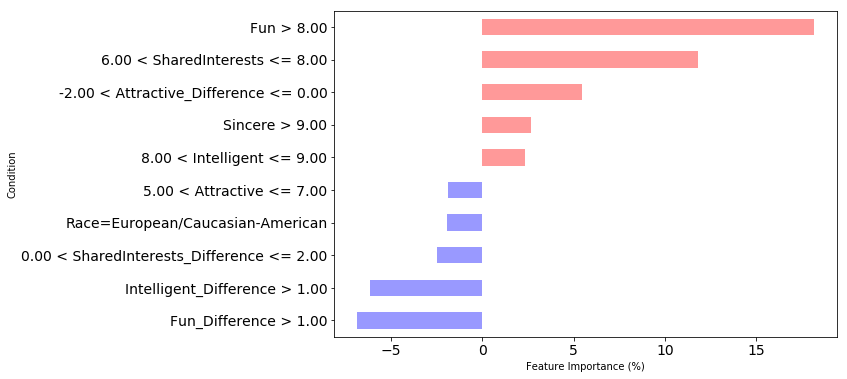 Condition
Fun > 8.00
6.00 < SharedInterests <= 8.00
-2.00 < Attractive_Difference <= 0.00
Sincere > 9.00
8.00 < Intelligent <= 9.00
5.00 < Attractive <= 7.00
Race=European/Caucasian-American
0.00 < SharedInterests_Difference <= 2.00
Intelligent_Difference > 1.00
Fun_Difference > 1.00
−5 0 5 10 15
Feature Importance (%)